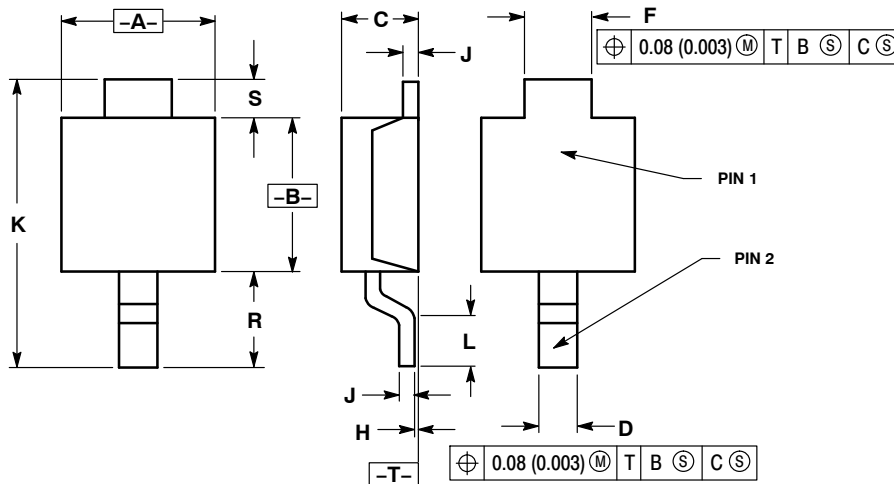 –A–
C
F
J
⌖ 0.08 (0.003) Ⓜ T B Ⓢ C Ⓢ
S
K
–B–
PIN 1
PIN 2
R
L
J
H
D
–T–
⌖ 0.08 (0.003) Ⓜ T B Ⓢ C Ⓢ